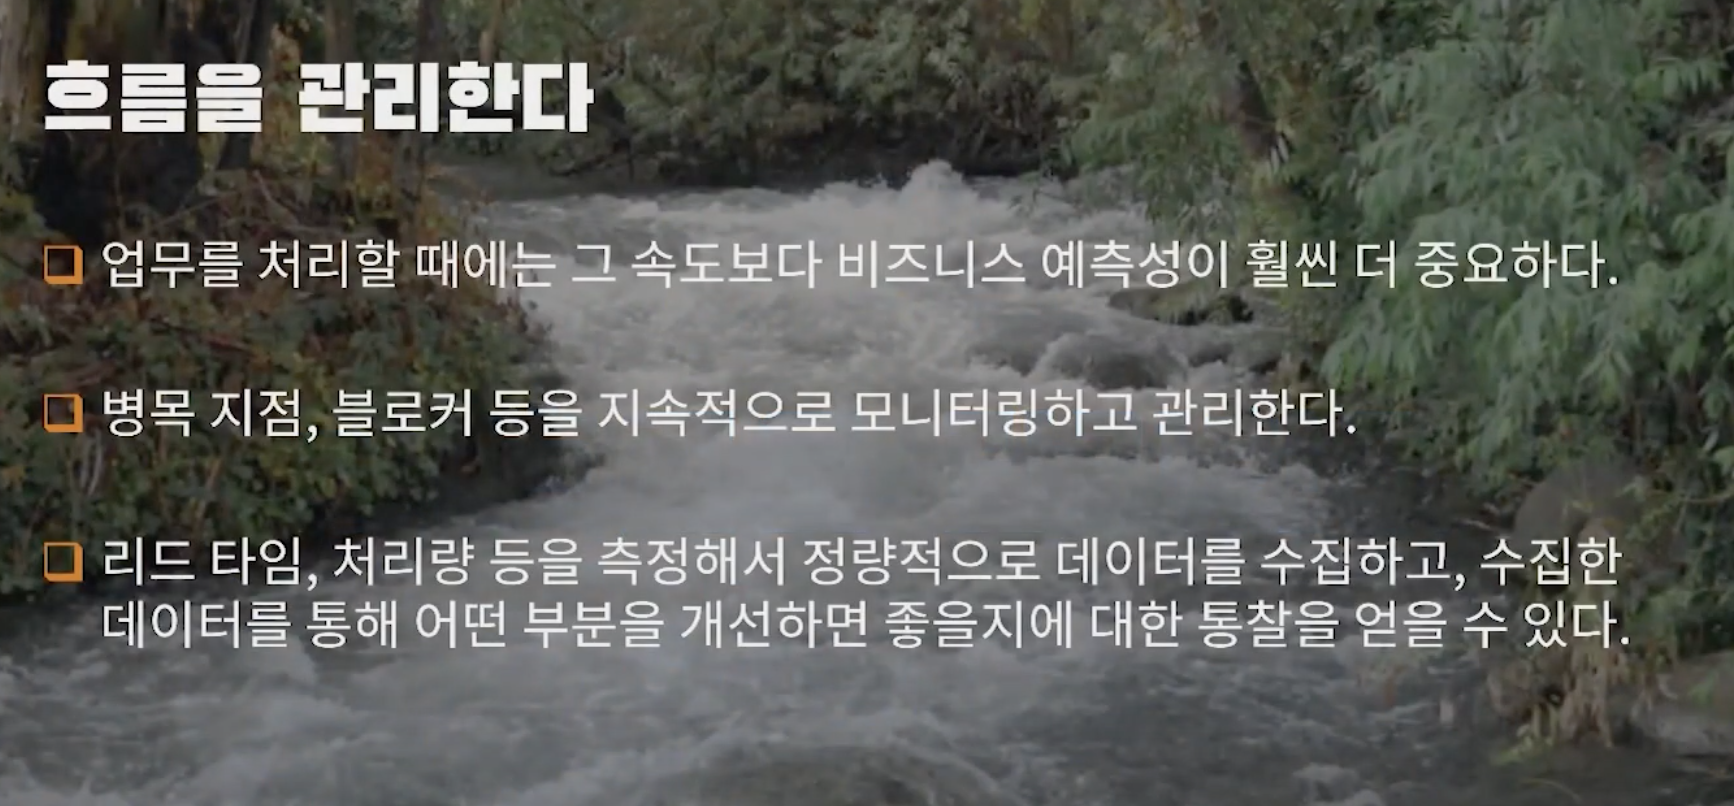 흐름을 관리한다
업무를 처리할 때에는 그 속도보다 비즈니스 예측성이 훨씬 더 중요하다.
병목 지점, 블로커 등을 지속적으로 모니터링하고 관리한다.
리드 타임, 처리량 등을 측정해서 정량적으로 데이터를 수집하고, 수집한
데이터를 통해 어떤 부분을 개선하면 좋을지에 대한 통찰을 얻을 수 있다.